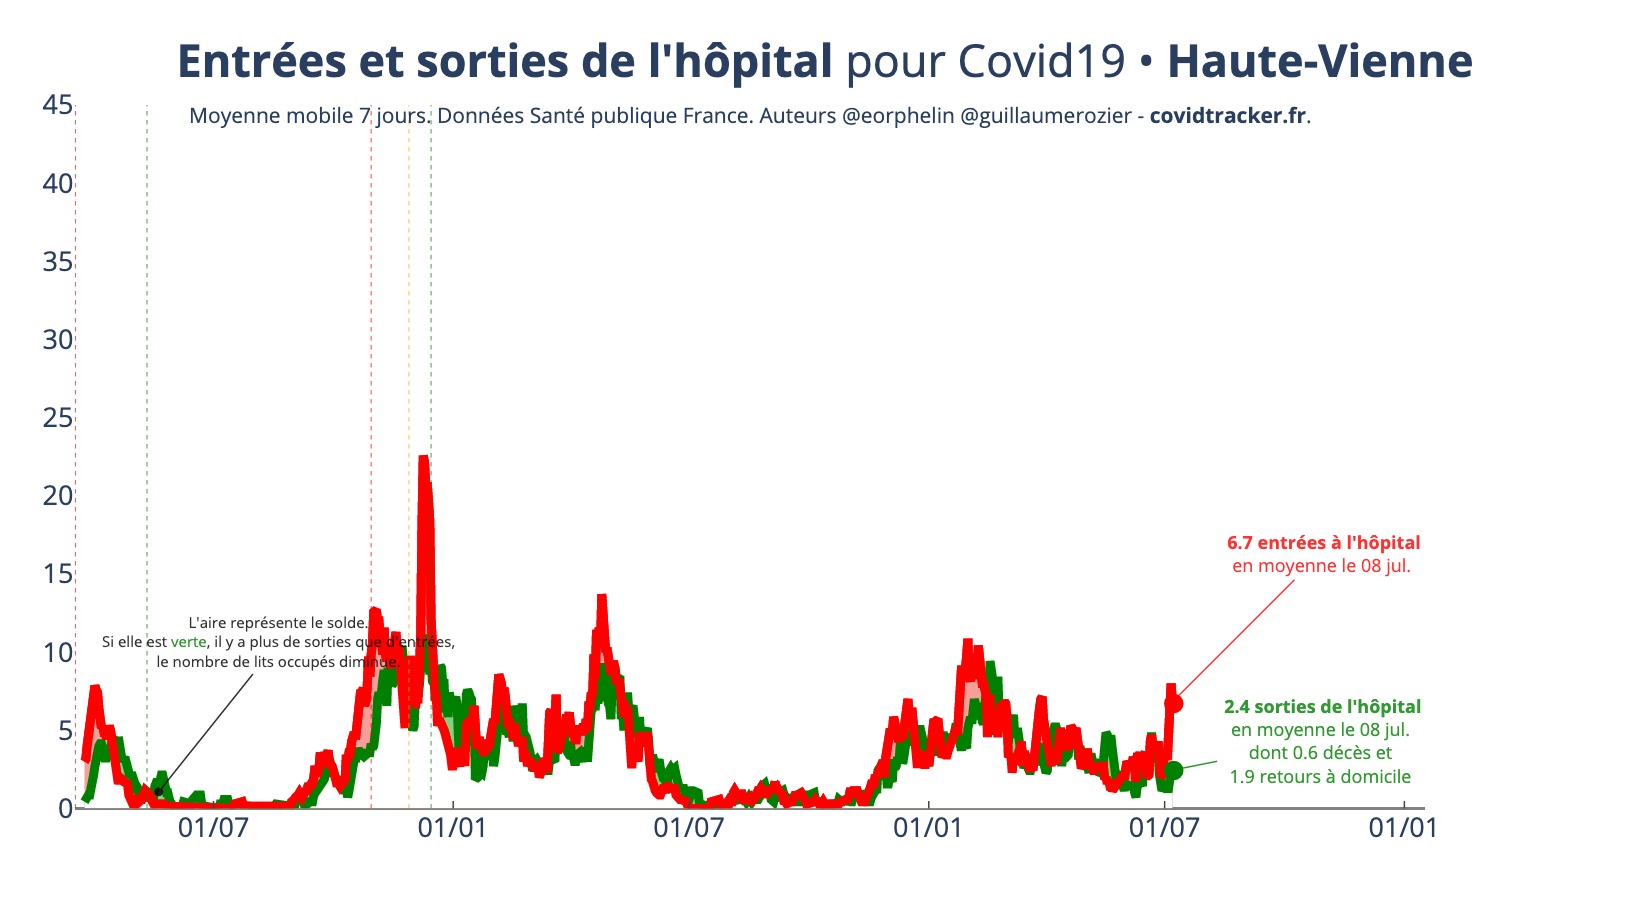 Entrées et sorties de l'hôpital pour Covid19 • Haute-Vienne
Moyenne mobile 7 jours. Données Santé publique France. Auteurs @eorphelin @guillaumerozier - covidtracker.fr.
45
40
35
30
25
20
15
10
5
0
L'aire représente le solde.
Si elle est verte, il y a plus de sorties que d'entrées,
le nombre de lits occupés diminue.
6.7 entrées à l'hôpital
en moyenne le 08 jul.
2.4 sorties de l'hôpital
en moyenne le 08 jul.
dont 0.6 décès et
1.9 retours à domicile
01/07
01/01
01/07
01/01
01/07
01/01